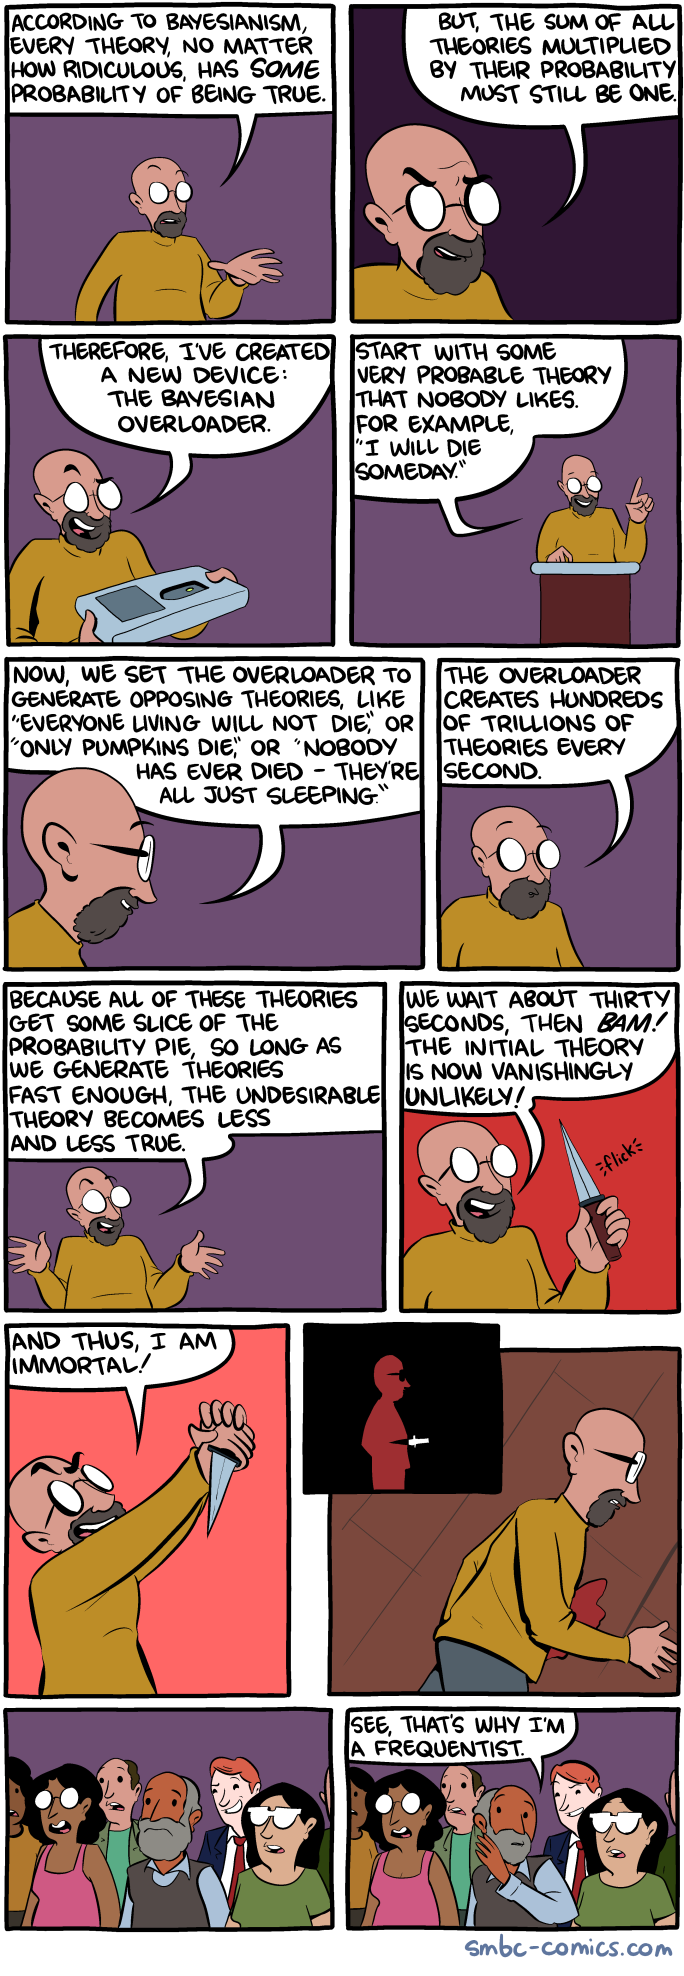 ACCORDING TO BAYESIANISM,
EVERY THEORY, NO MATTER
HOW RIDICULOUS, HAS SOME
PROBABILITY OF BEING TRUE.
BUT, THE SUM OF ALL
THEORIES MULTIPLIED
BY THEIR PROBABILITY
MUST STILL BE ONE.
THEREFORE, I'VE CREATED
A NEW DEVICE:
THE BAYESIAN
OVERLOADER.
START WITH SOME
VERY PROBABLE THEORY
THAT NOBODY LIKES.
FOR EXAMPLE,
"I WILL DIE
SOMEDAY."
NOW, WE SET THE OVERLOADER TO
GENERATE OPPOSING THEORIES, LIKE
"EVERYONE LIVING WILL NOT DIE," OR
"ONLY PUMPKINS DIE," OR "NOBODY
HAS EVER DIED - THEY'RE
ALL JUST SLEEPING."
THE OVERLOADER
CREATES HUNDREDS
OF TRILLIONS OF
THEORIES EVERY
SECOND.
BECAUSE ALL OF THESE THEORIES
GET SOME SLICE OF THE
PROBABILITY PIE, SO LONG AS
WE GENERATE THEORIES
FAST ENOUGH, THE UNDESIRABLE
THEORY BECOMES LESS
AND LESS TRUE.
WE WAIT ABOUT THIRTY
SECONDS, THEN BAM!
THE INITIAL THEORY
IS NOW VANISHINGLY
UNLIKELY!
flick
AND THUS, I AM
IMMORTAL!
SEE, THAT'S WHY I'M
A FREQUENTIST.
smbc-comics.com